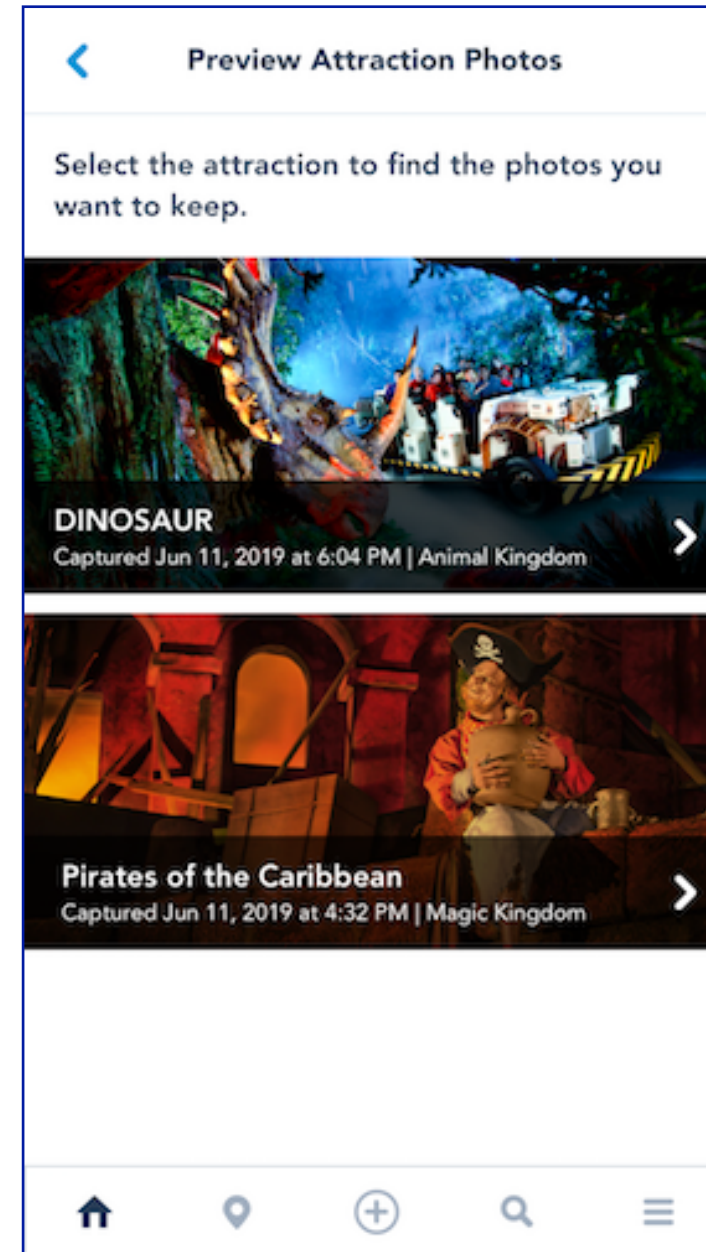 Preview Attraction Photos
Select the attraction to find the photos you
want to keep.
DINOSAUR
Captured Jun 11, 2019 at 6:04 PM | Animal Kingdom
Pirates of the Caribbean
Captured Jun 11, 2019 at 4:32 PM | Magic Kingdom